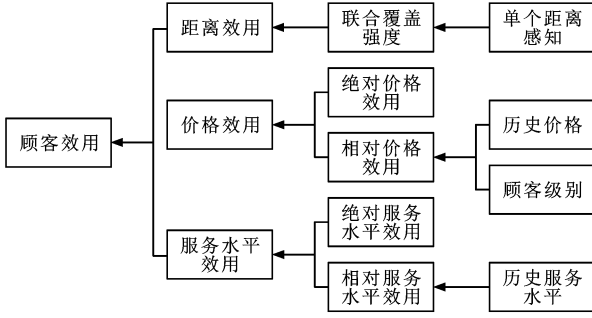 距离效用
联合覆盖
强度
单个距离
感知
绝对价格
效用
价格效用
历史价格
顾客效用
相对价格
效用
顾客级别
绝对服务
水平效用
服务水平
效用
相对服务
水平效用
历史服务
水平